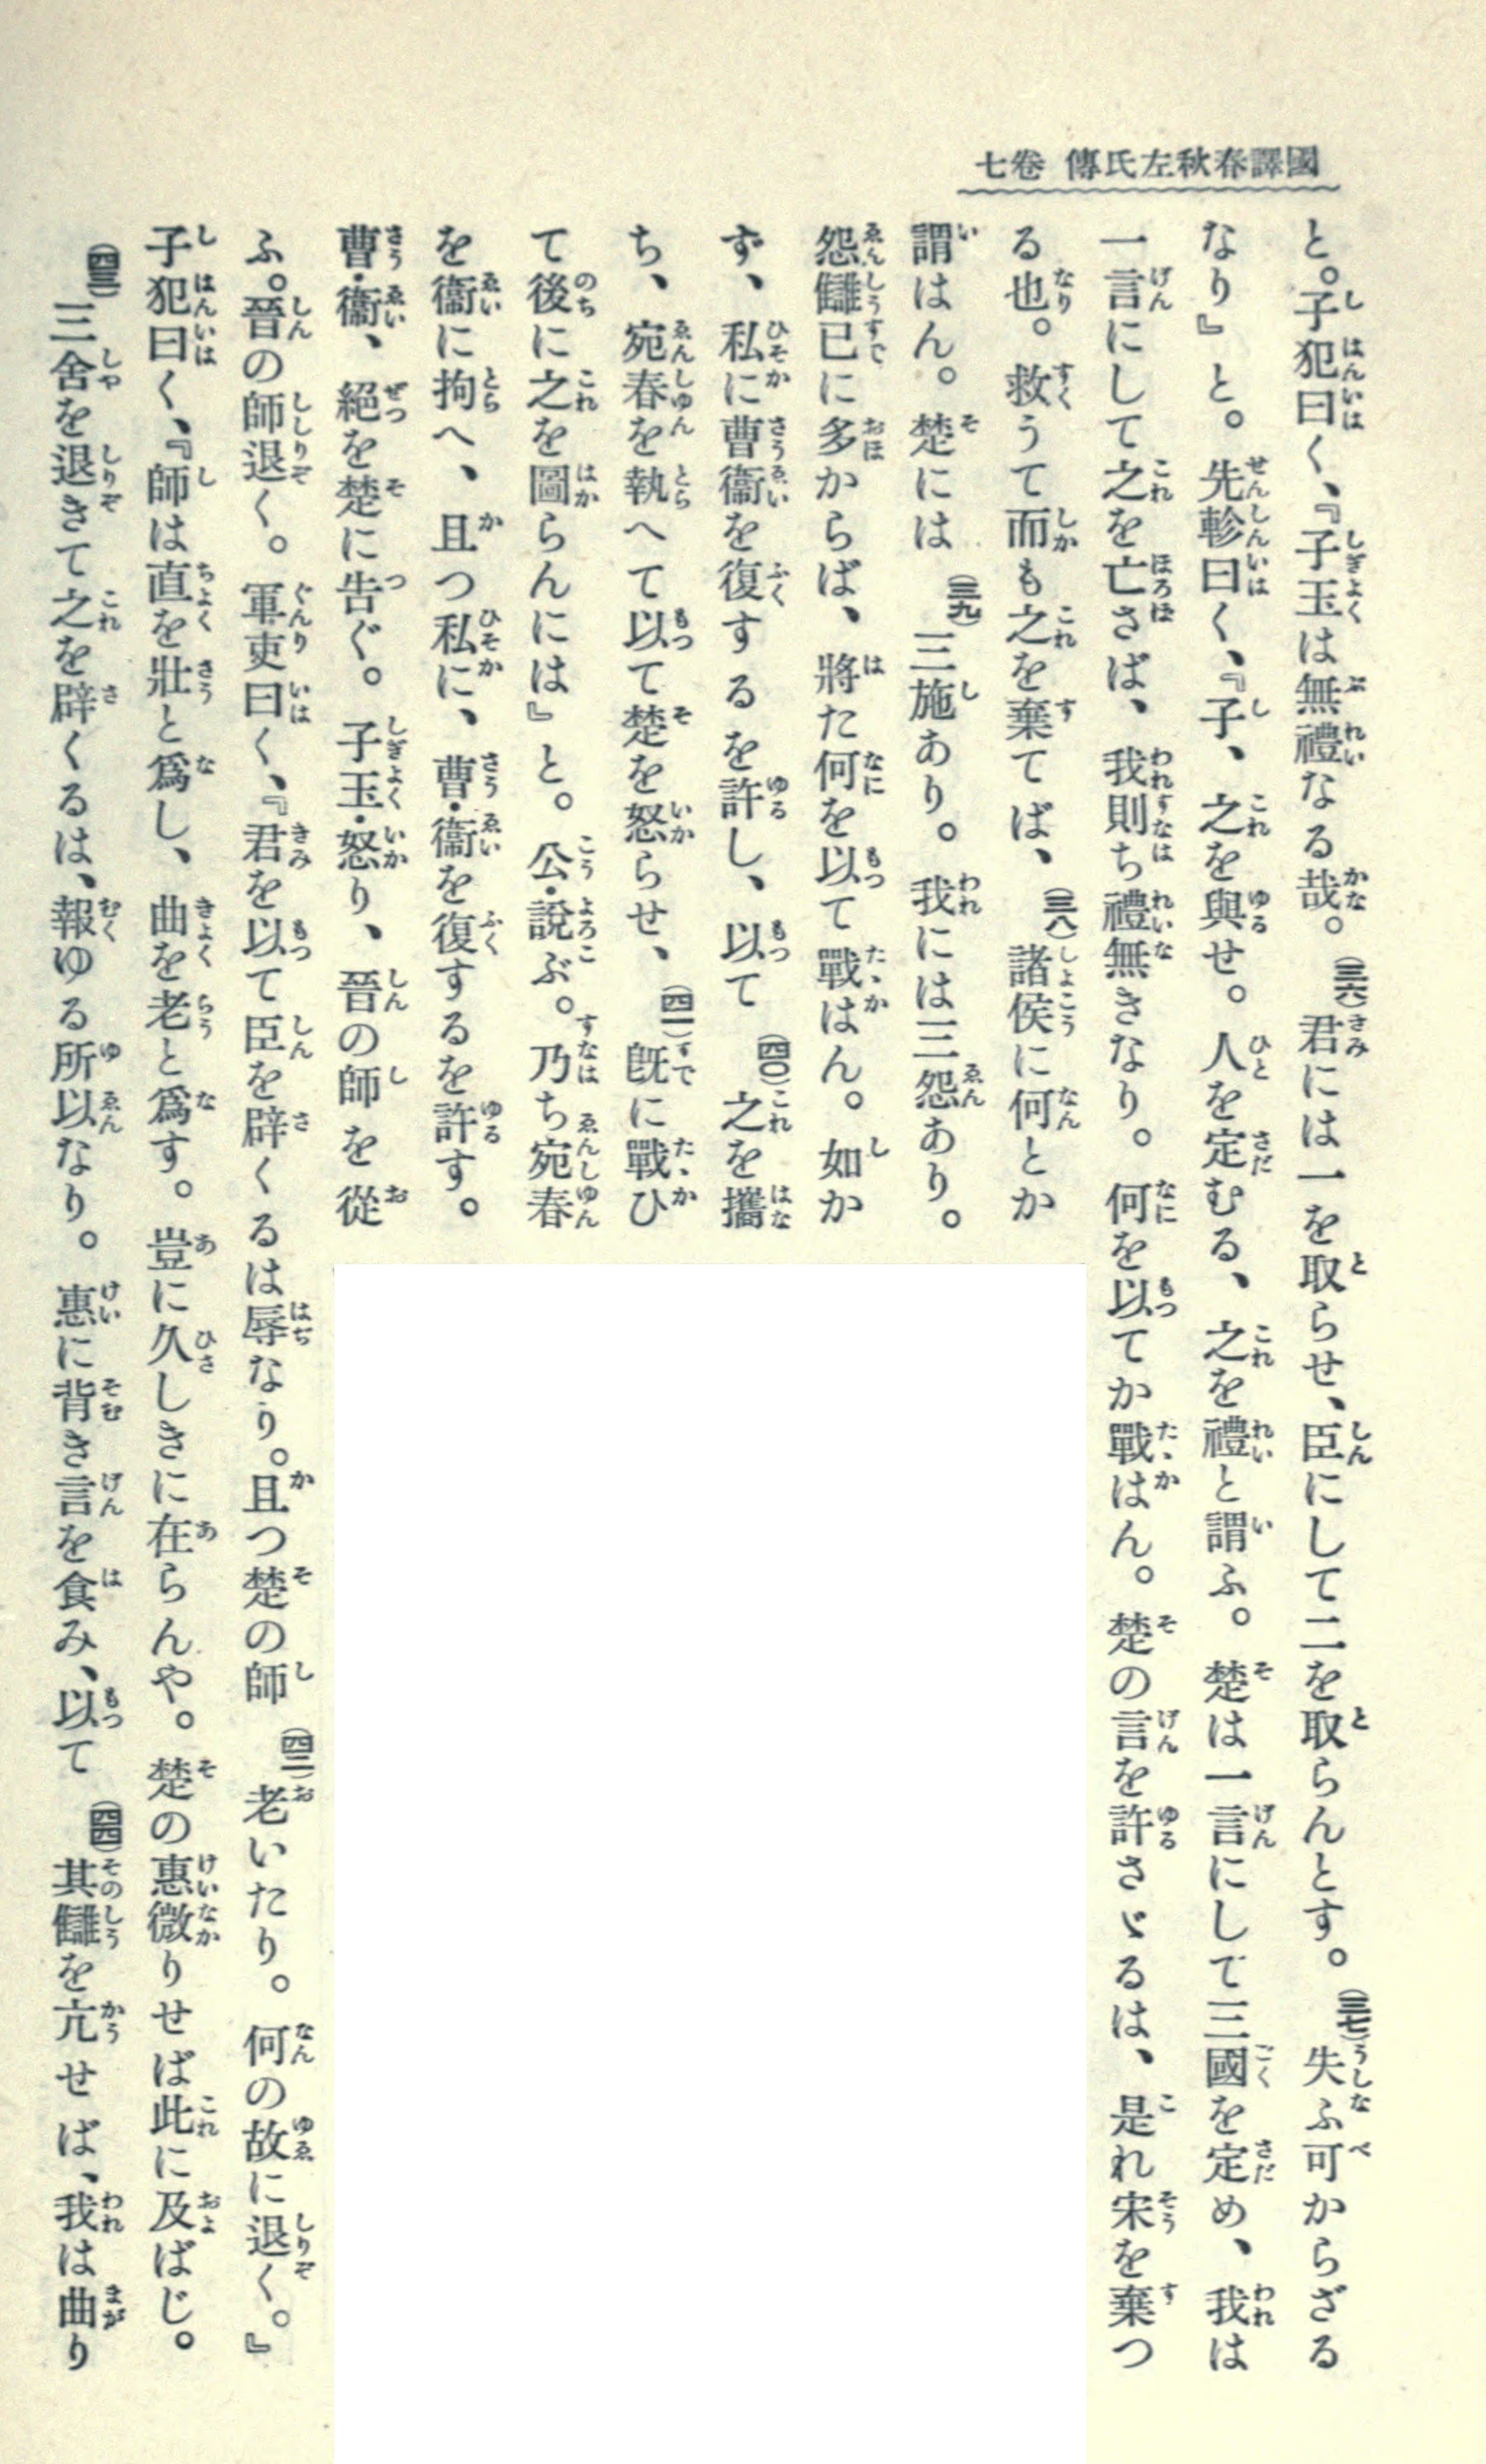 國譯春秋左氏傳 卷七
と。子犯曰く、『子玉は無禮なる哉。(三六)君には一を取らせ、臣にして二を取らんとす。(三七)失ふ可からざる
なり』と。先軫曰く、『子、之を與せ。人を定むる、之を禮と謂ふ。楚は一言にして三國を定め、我は
一言にして之を亡さば、我則ち禮無きなり。何を以てか戰はん。楚の言を許さゞるは、是れ宋を棄つ
る也。救うて而も之を棄てば、(三八)諸侯に何とか
謂はん。楚には(三九)三施あり。我には三怨あり。
怨讎已に多からば、將た何を以て戰はん。如か
ず、私に曹衞を復するを許し、以て(四〇)之を攜
ち、宛春を執へて以て楚を怒らせ、(四一)既に戰ひ
て後に之を圖らんには』と。公・說ぶ。乃ち宛春
を衞に拘へ、且つ私に、曹・衞を復するを許す。
曹・衞、絕を楚に告ぐ。子玉・怒り、晉の師を從
ふ。晉の師退く。軍吏曰く、『君を以て臣を辟くるは辱なり。且つ楚の師(四二)老いたり。何の故に退く。』
子犯曰く、『師は直を壯と爲し、曲を老と爲す。豈に久しきに在らんや。楚の惠微りせば此に及ばじ。
(四三)三舍を退きて之を辟くるは、報ゆる所以なり。惠に背き言を食み、以て(四四)其讎を亢せば、我は曲り